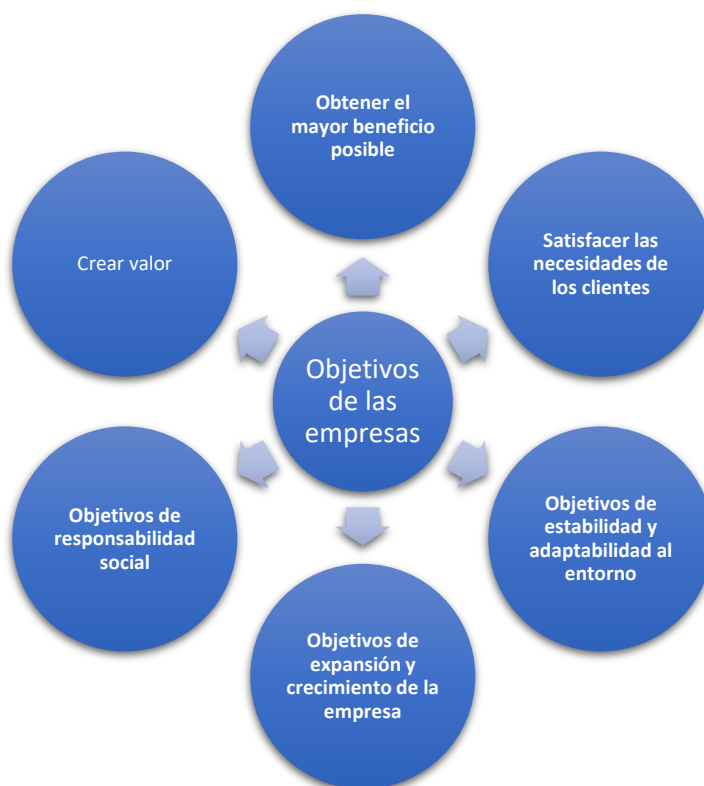 Obtener el
mayor beneficio
posible
Crear valor
Satisfacer las
necesidades de
los clientes
Objetivos
de las
empresas
Objetivos de
responsabilidad
social
Objetivos de
estabilidad y
adaptabilidad al
entorno
Objetivos de
expansión y
crecimiento de la
empresa